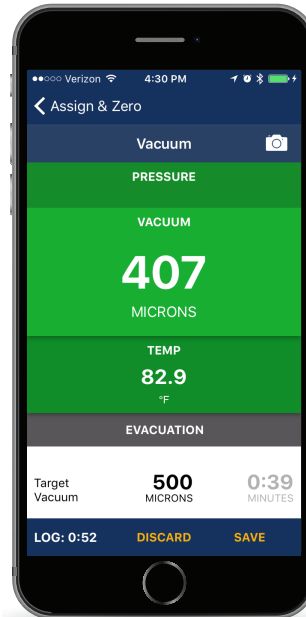 Verizon 4:30 PM
Assign & Zero
Vacuum
PRESSURE
VACUUM
407
MICRONS
TEMP
82.9
°F
EVACUATION
Target Vacuum 500 MICRONS 0:39 MINUTES
LOG: 0:52 DISCARD SAVE